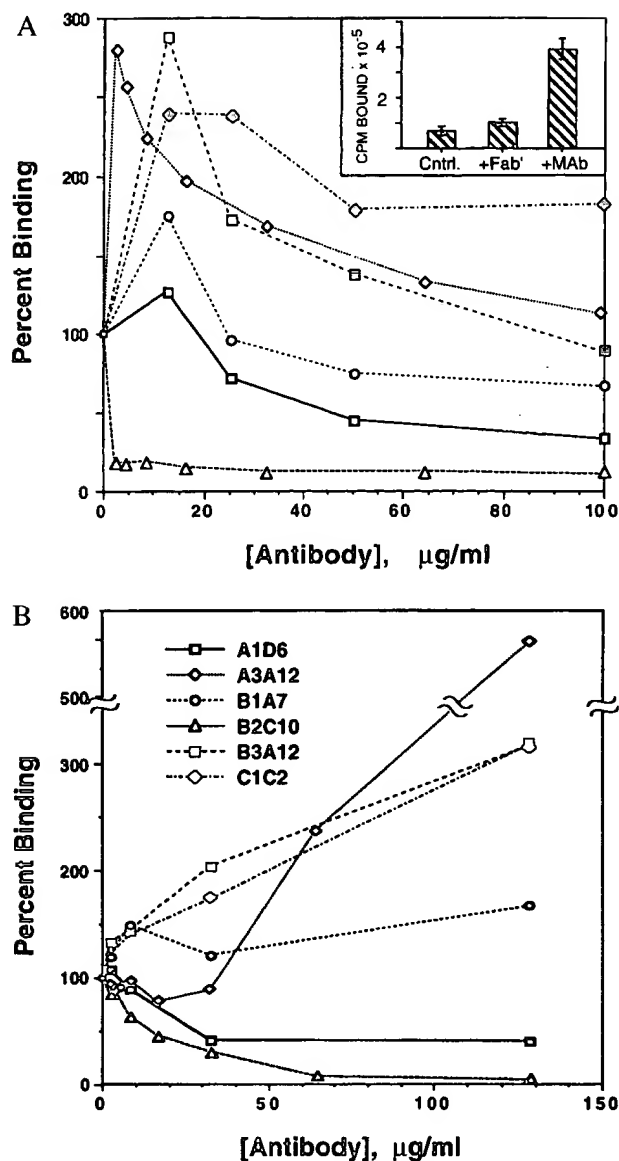 A
300
200
100
0
Percent Binding
0
20
40
60
80
100
[Antibody], μg/ml
CPM BOUND x 10⁻⁵
4
2
Cntrl.
+Fab'
+MAb
B
600
500
300
200
100
0
Percent Binding
A1D6
A3A12
B1A7
B2C10
B3A12
C1C2
0
50
100
150
[Antibody], μg/ml